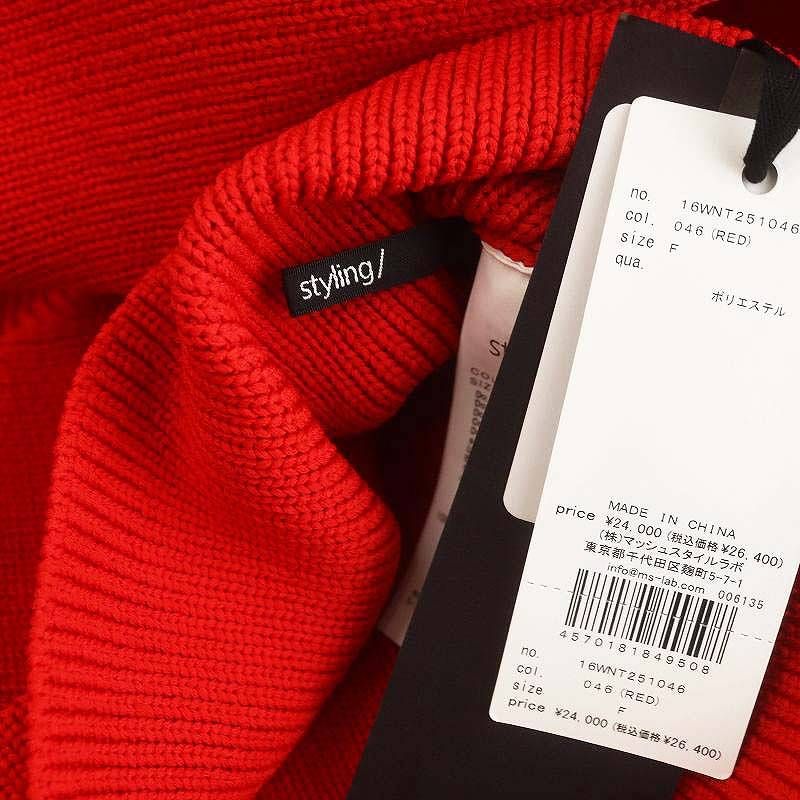 styling/
no. 16WNT251046
col. 046 (RED)
size F
qua.
ポリエステル
MADE IN CHINA
price ¥24,000 (税込価格 ¥26,400)
(株)マッシュスタイルラボ
東京都千代田区麹町5-7-1
info@ms-lab.com 006135
4570181849508
no. 16WNT251046
col. 046 (RED)
size F
price ¥24,000 (税込価格 ¥26,400)
St
CO
SIZ